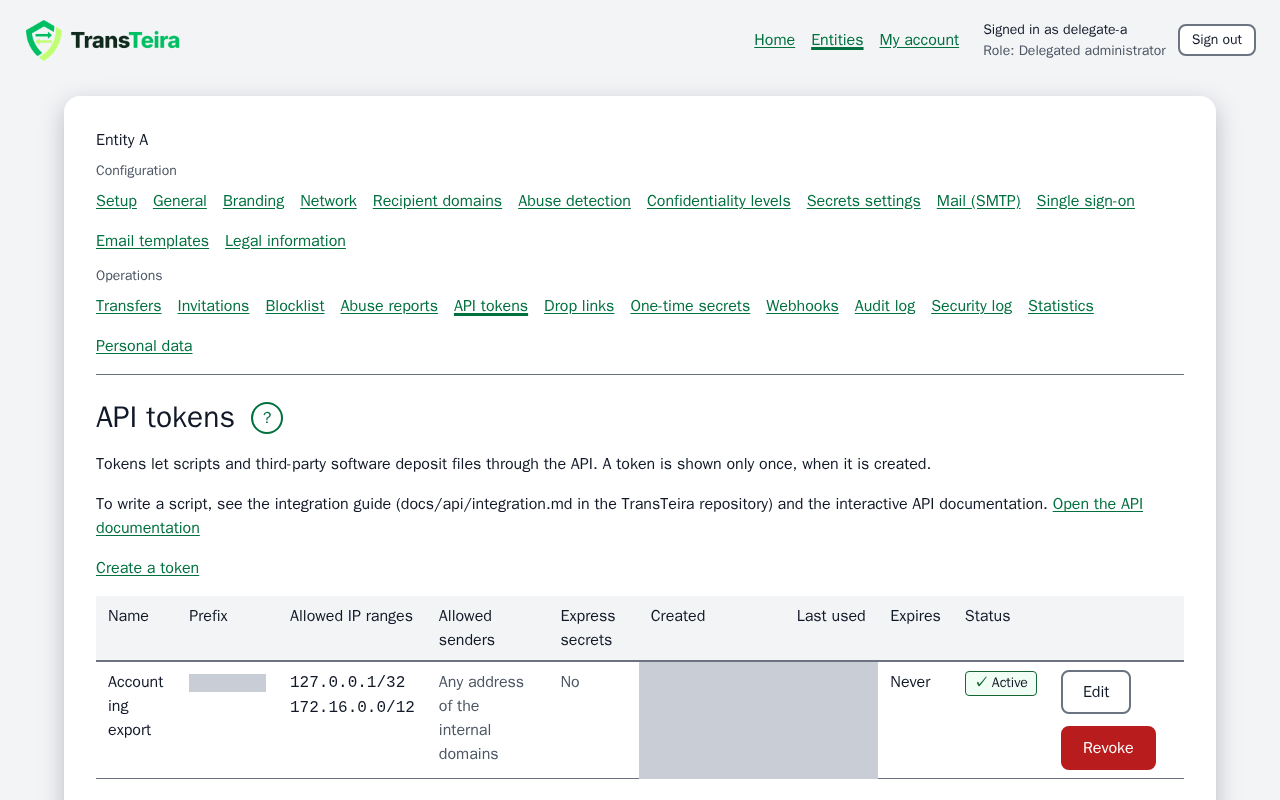 TransTeira
Home Entities My account
Signed in as delegate-a
Role: Delegated administrator
Sign out
Entity A
Configuration
Setup General Branding Network Recipient domains Abuse detection Confidentiality levels Secrets settings Mail (SMTP) Single sign-on
Email templates Legal information
Operations
Transfers Invitations Blocklist Abuse reports API tokens Drop links One-time secrets Webhooks Audit log Security log Statistics
Personal data
API tokens ?
Tokens let scripts and third-party software deposit files through the API. A token is shown only once, when it is created.
To write a script, see the integration guide (docs/api/integration.md in the TransTeira repository) and the interactive API documentation. Open the API
documentation
Create a token
Name Prefix Allowed IP ranges Allowed Express Created Last used Expires Status
senders secrets
Account 127.0.0.1/32 Any address No Never ✓ Active Edit
ing 172.16.0.0/12 of the
export internal
domains
Revoke